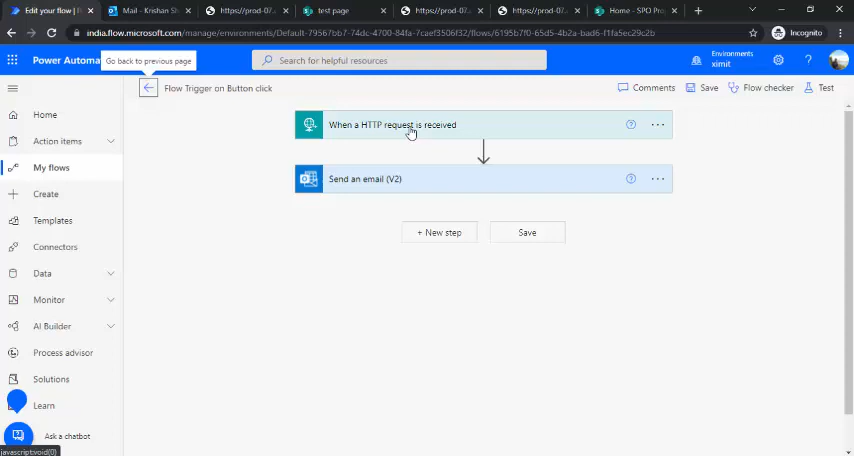 Edit your flow | P
Mail - Krishan Sh
https://prod-07.
test page
https://prod-07.
https://prod-07.
Home - SPO Pro
india.flow.microsoft.com/manage/environments/Default-79567bb7-74dc-4700-84fa-7caef3506f32/flows/6195b7f0-65d5-4b2a-bad6-f1fa5ec29c2b
Incognito
Power Automa
Go back to previous page
Search for helpful resources
Environments
ximit
Flow Trigger on Button click
Comments
Save
Flow checker
Test
Home
Action items
My flows
Create
Templates
Connectors
Data
Monitor
AI Builder
Process advisor
Solutions
Learn
Ask a chatbot
When a HTTP request is received
Send an email (V2)
+ New step
Save
javascript:void(0)